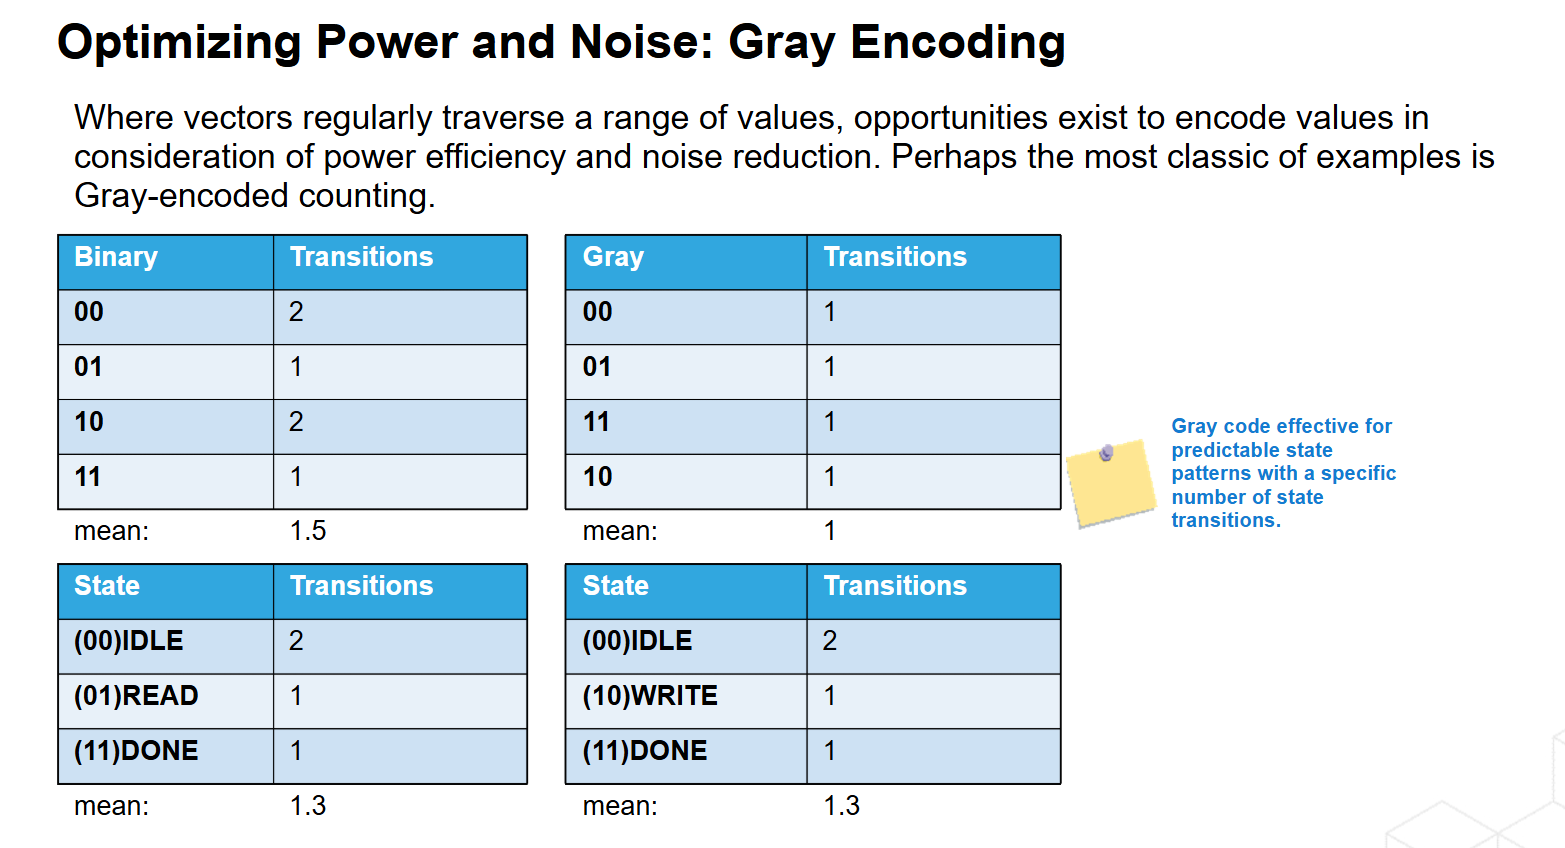 Optimizing Power and Noise: Gray Encoding
Where vectors regularly traverse a range of values, opportunities exist to encode values in
consideration of power efficiency and noise reduction. Perhaps the most classic of examples is
Gray-encoded counting.
Binary Transitions
00 2
01 1
10 2
11 1
mean: 1.5
Gray Transitions
00 1
01 1
11 1
10 1
mean: 1
Gray code effective for
predictable state
patterns with a specific
number of state
transitions.
State Transitions
(00)IDLE 2
(01)READ 1
(11)DONE 1
mean: 1.3
State Transitions
(00)IDLE 2
(10)WRITE 1
(11)DONE 1
mean: 1.3